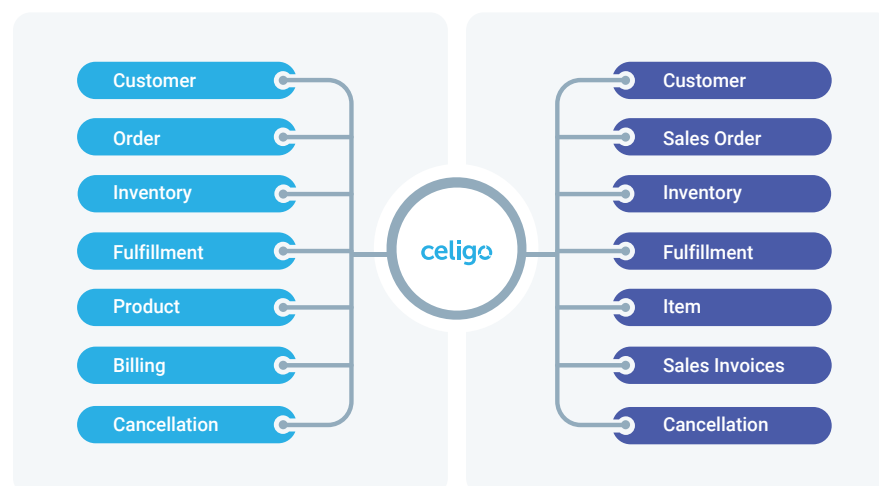 Customer
Order
Inventory
Fulfillment
Product
Billing
Cancellation
celigo
Customer
Sales Order
Inventory
Fulfillment
Item
Sales Invoices
Cancellation